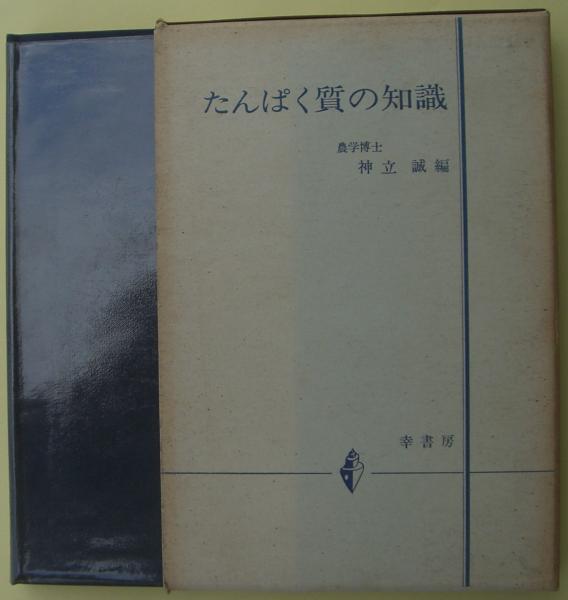 たんぱく質の知識
農学博士
神立 誠 編
幸書房